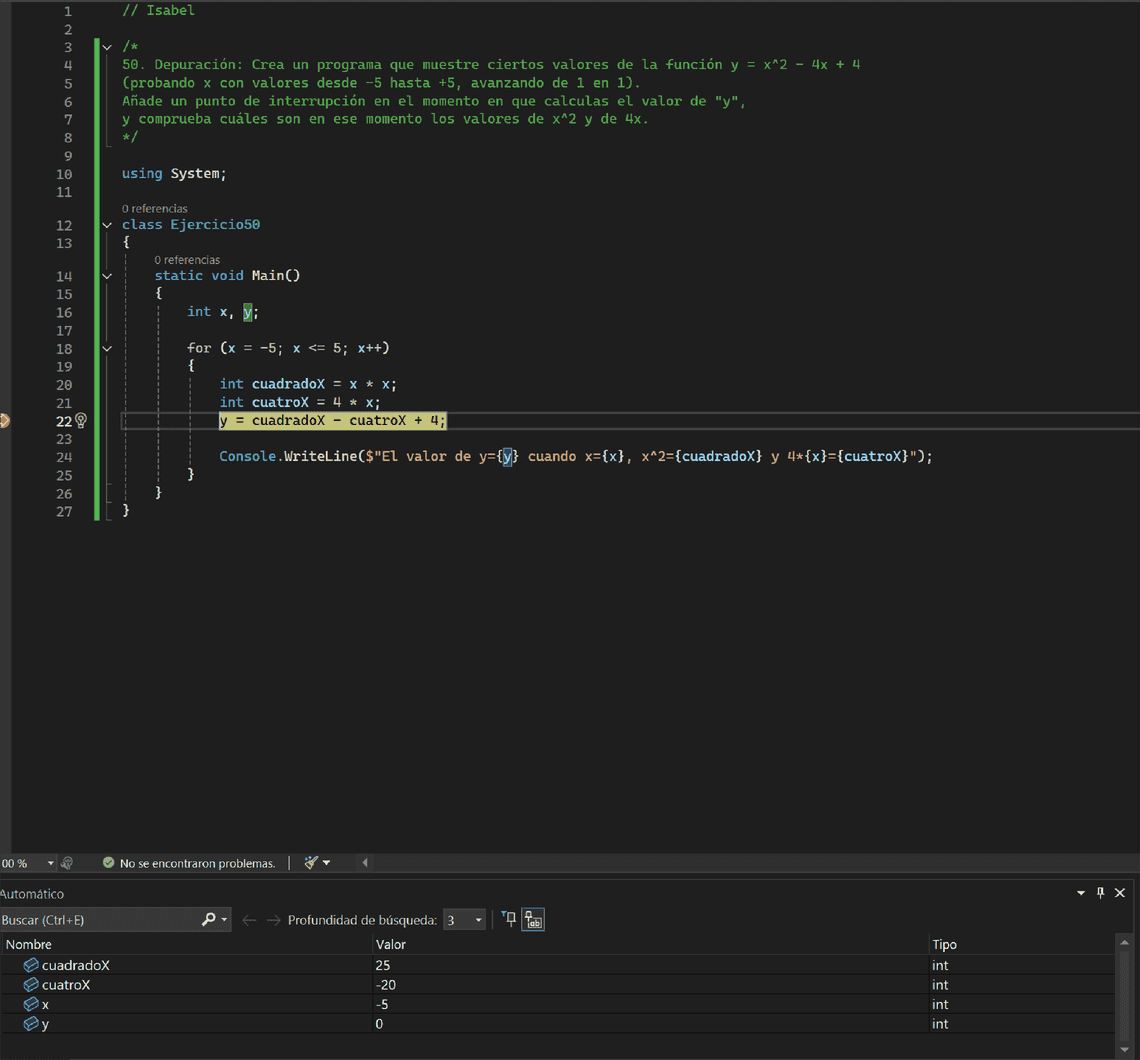 1 // Isabel
2
3 /*
4 50. Depuración: Crea un programa que muestre ciertos valores de la función y = x^2 - 4x + 4
5 (probando x con valores desde -5 hasta +5, avanzando de 1 en 1).
6 Añade un punto de interrupción en el momento en que calculas el valor de "y",
7 y comprueba cuáles son en ese momento los valores de x^2 y de 4x.
8 */
9
10 using System;
11
0 referencias
12 class Ejercicio50
13 {
0 referencias
14 static void Main()
15 {
16 int x, y;
17
18 for (x = -5; x <= 5; x++)
19 {
20 int cuadradoX = x * x;
21 int cuatroX = 4 * x;
22 y = cuadradoX - cuatroX + 4;
23
24 Console.WriteLine($"El valor de y={y} cuando x={x}, x^2={cuadradoX} y 4*{x}={cuatroX}");
25 }
26 }
27 }
00 % No se encontraron problemas.
Automático
Buscar (Ctrl+E) Profundidad de búsqueda: 3
Nombre Valor Tipo
cuadradoX 25 int
cuatroX -20 int
x -5 int
y 0 int